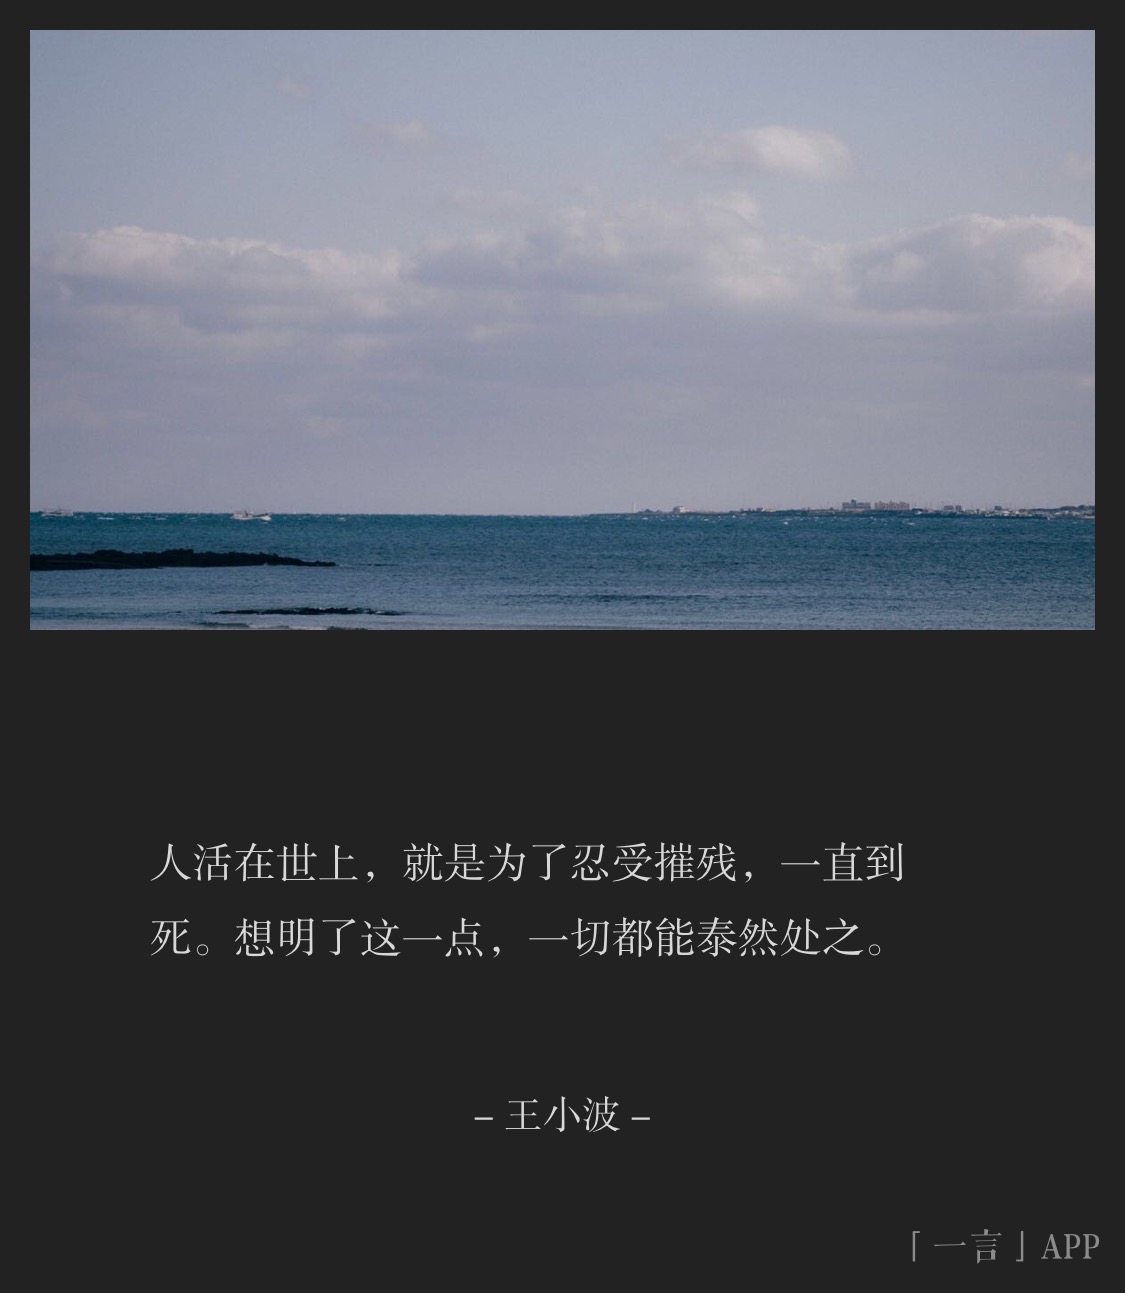 人活在世上，就是为了忍受摧残，一直到
死。想明了这一点，一切都能泰然处之。
– 王小波 –
「一言」APP